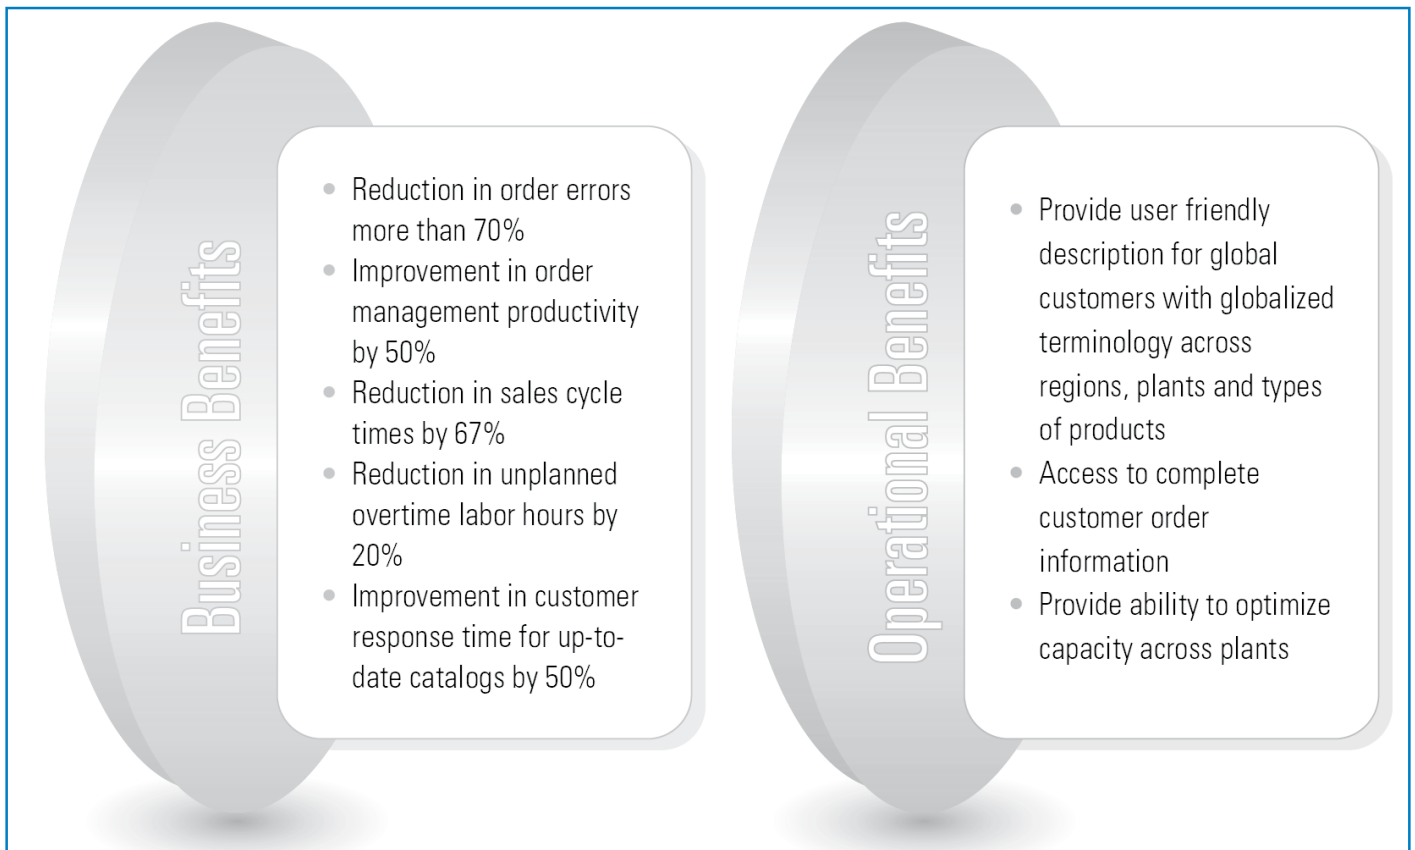 Business Benefits
• Reduction in order errors
more than 70%
• Improvement in order
management productivity
by 50%
• Reduction in sales cycle
times by 67%
• Reduction in unplanned
overtime labor hours by
20%
• Improvement in customer
response time for up-to-
date catalogs by 50%
Operational Benefits
• Provide user friendly
description for global
customers with globalized
terminology across
regions, plants and types
of products
• Access to complete
customer order
information
• Provide ability to optimize
capacity across plants